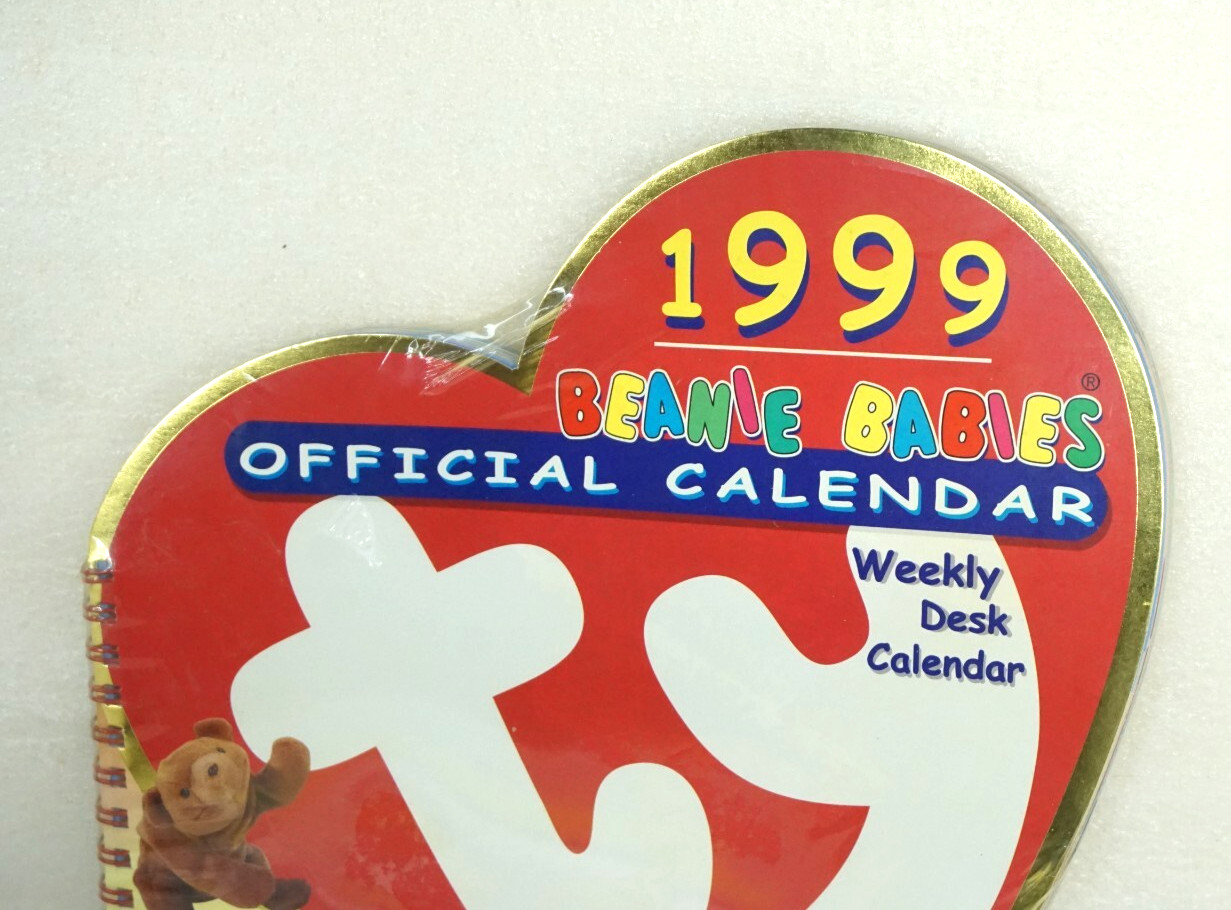 1999
BEANIE BABIES®
OFFICIAL CALENDAR
Weekly
Desk
Calendar
ty